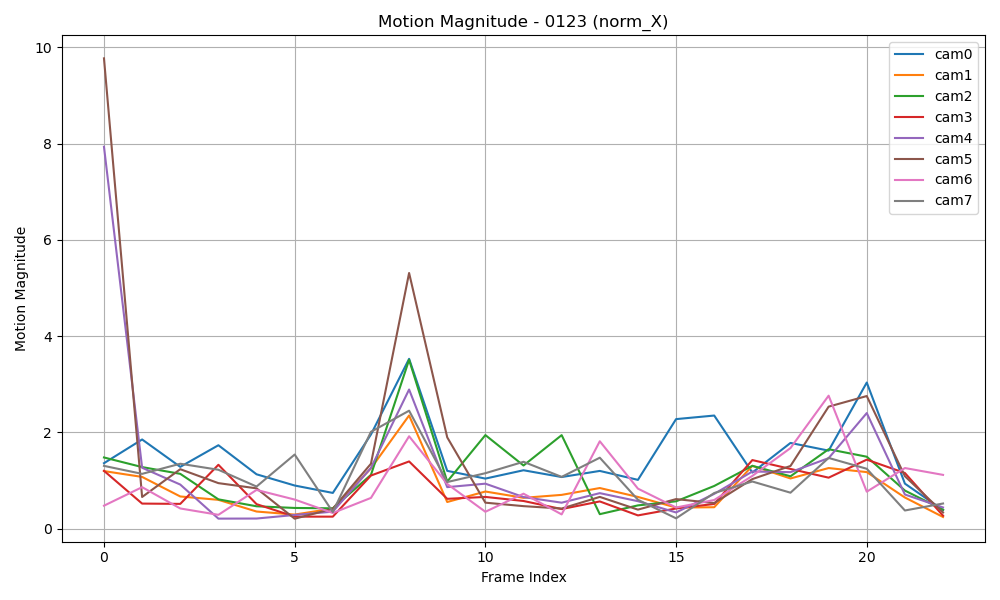 Motion Magnitude - 0123 (norm_X)
10
8
6
4
2
0
Motion Magnitude
0
5
10
15
20
Frame Index
cam0
cam1
cam2
cam3
cam4
cam5
cam6
cam7